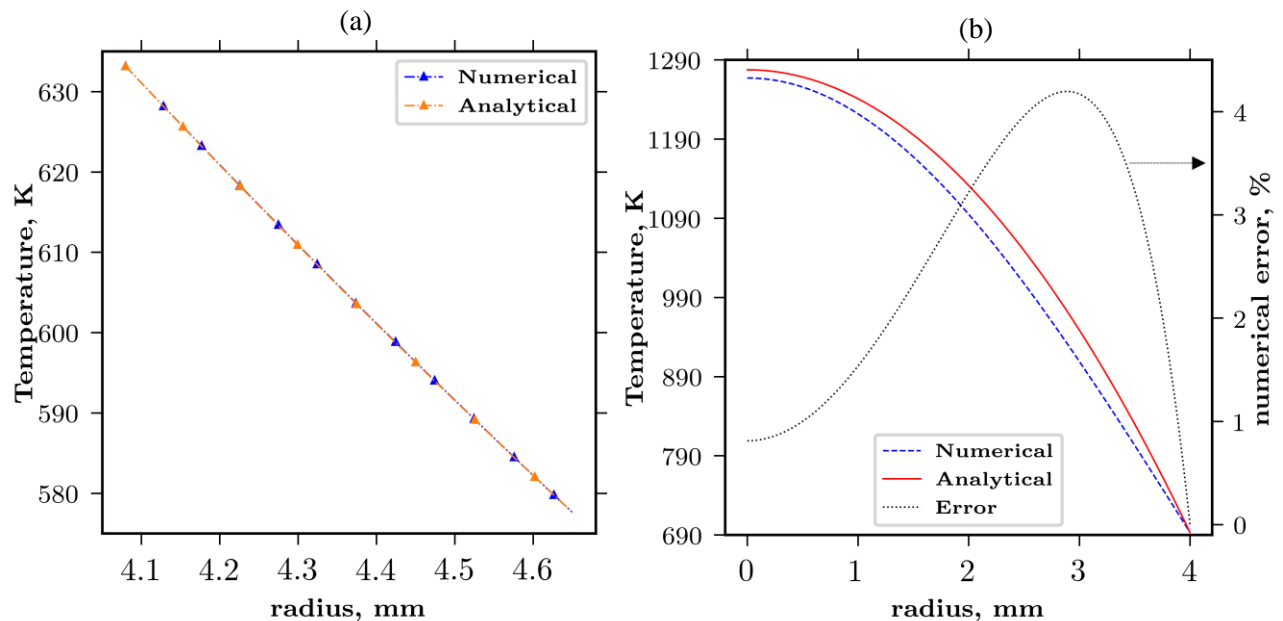 (a)
Numerical
Analytical
630
620
610
600
590
580
Temperature, K
4.1 4.2 4.3 4.4 4.5 4.6
radius, mm
(b)
1290
1190
1090
990
890
790
690
Temperature, K
Numerical
Analytical
Error
0 1 2 3 4
radius, mm
4
3
2
1
0
numerical error, %